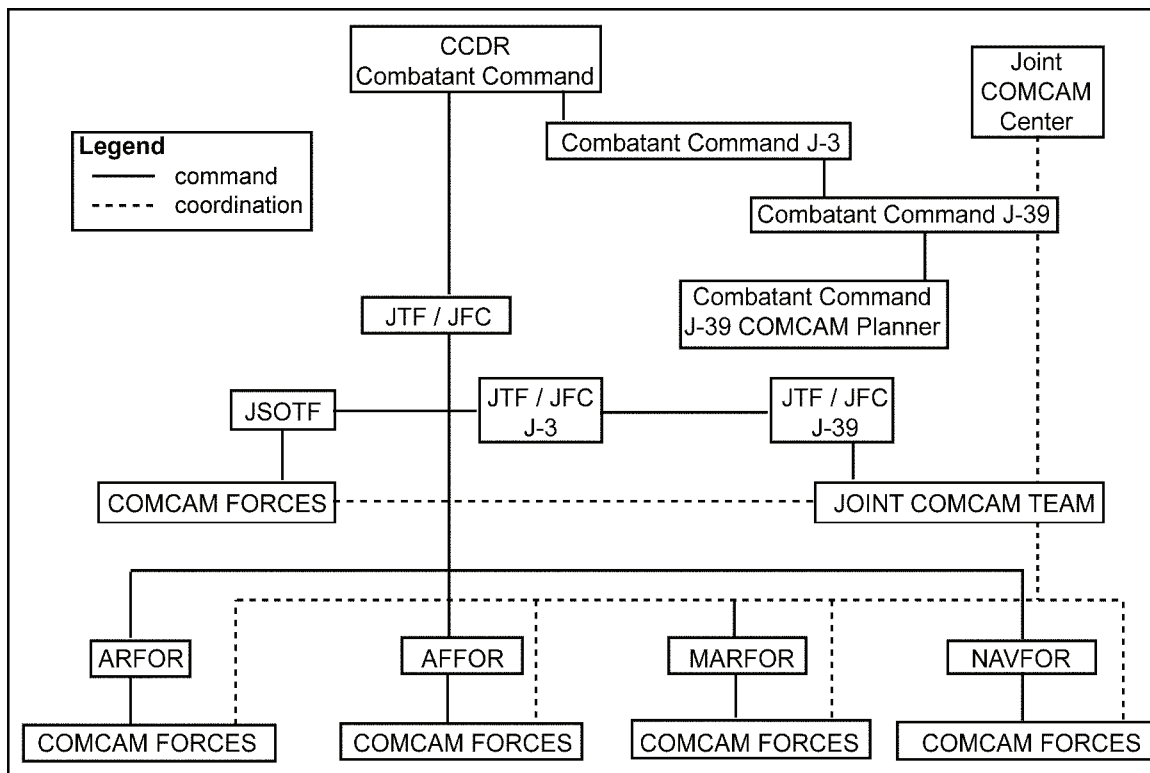 CCDR
Combatant Command
Joint
COMCAM
Center
Legend
command
coordination
Combatant Command J-3
Combatant Command J-39
Combatant Command
J-39 COMCAM Planner
JTF / JFC
JSOTF
JTF / JFC
J-3
JTF / JFC
J-39
COMCAM FORCES
JOINT COMCAM TEAM
ARFOR
AFFOR
MARFOR
NAVFOR
COMCAM FORCES
COMCAM FORCES
COMCAM FORCES
COMCAM FORCES